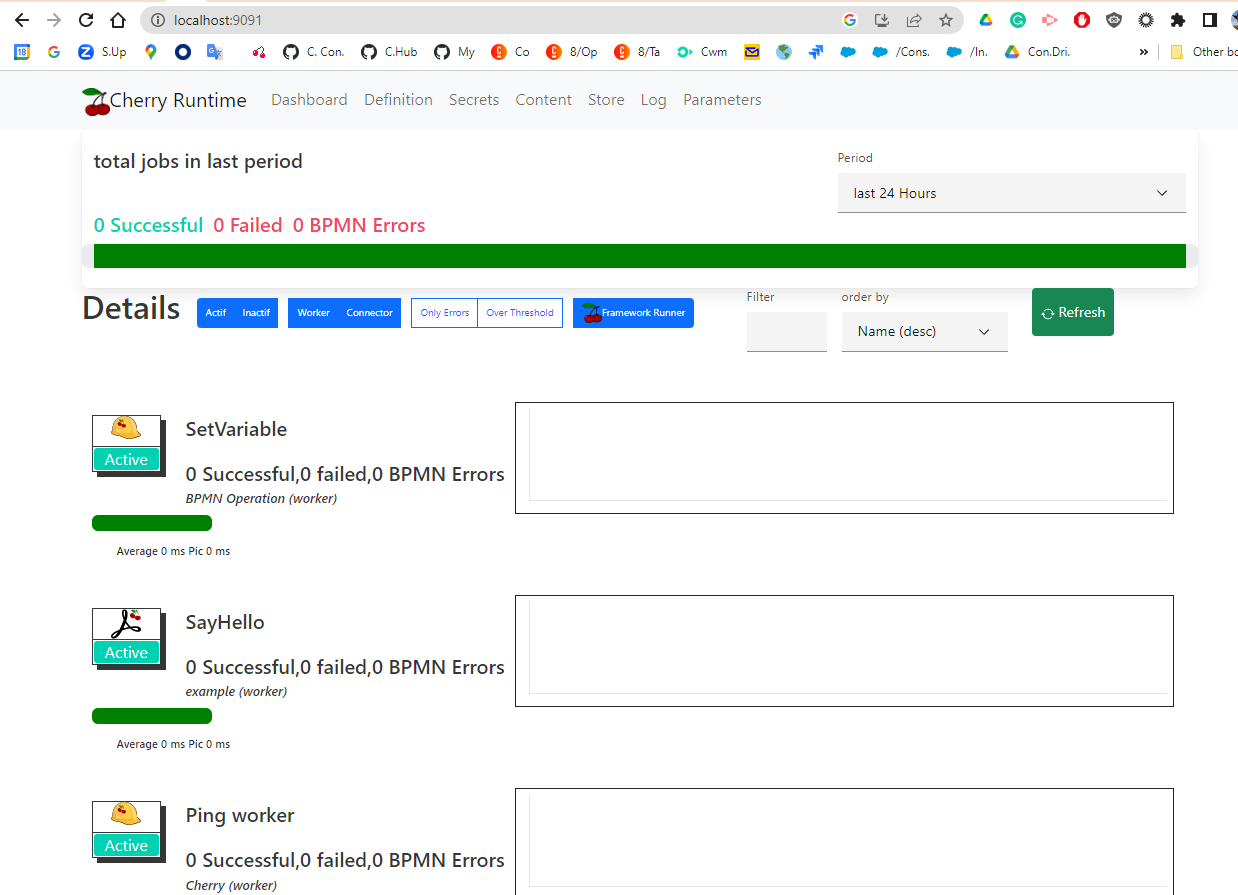 localhost:9091
18 S.Up C. Con. C.Hub My Co 8/Op 8/Ta Cwm /Cons. /In. Con.Dri. » Other bo
Cherry Runtime Dashboard Definition Secrets Content Store Log Parameters
total jobs in last period
Period
last 24 Hours
0 Successful 0 Failed 0 BPMN Errors
Details
Actif Inactif Worker Connector Only Errors Over Threshold Framework Runner
Filter
order by
Name (desc)
Refresh
SetVariable
Active
0 Successful,0 failed,0 BPMN Errors
BPMN Operation (worker)
Average 0 ms Pic 0 ms
SayHello
Active
0 Successful,0 failed,0 BPMN Errors
example (worker)
Average 0 ms Pic 0 ms
Ping worker
Active
0 Successful,0 failed,0 BPMN Errors
Cherry (worker)